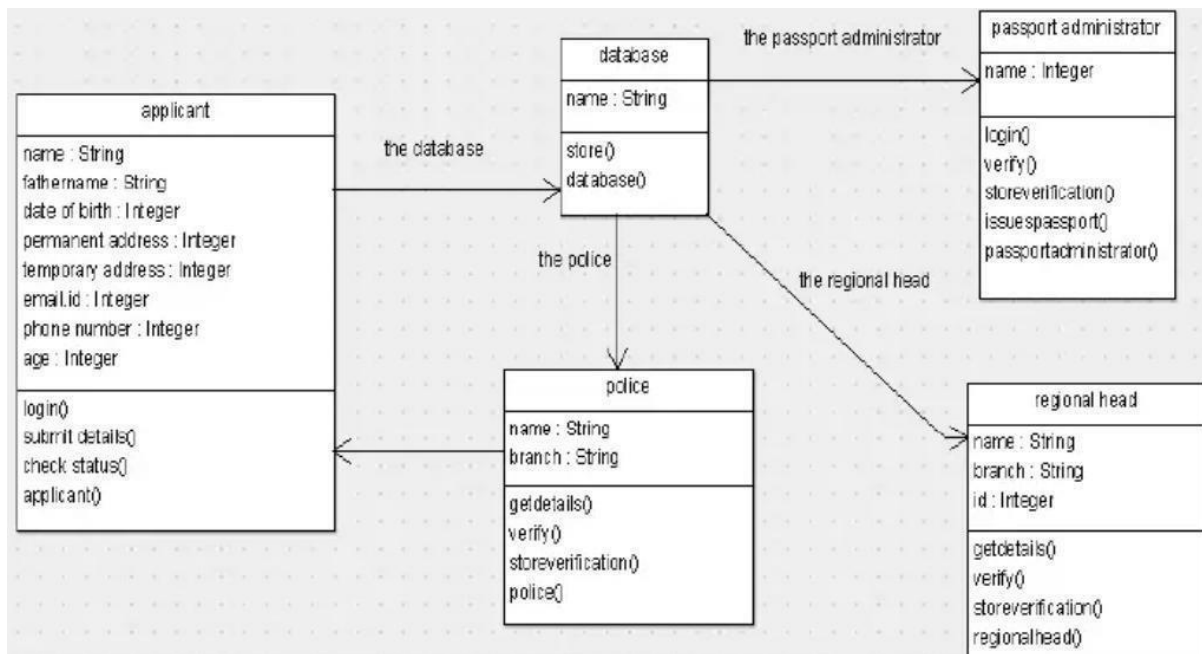 applicant
name : String
fathername : String
date of birth : Integer
permanent address : Integer
temporary address : Integer
email.id : Integer
phone number : Integer
age : Integer
login()
submit details()
check status()
applicant()
the database
database
name : String
store()
database()
the passport administrator
passport administrator
name : Integer
login()
verify()
storeverification()
issuespassport()
passportadministrator()
the police
the regional head
police
name : String
branch : String
getdetails()
verify()
storeverification()
police()
regional head
name : String
branch : String
id : Integer
getdetails()
verify()
storeverification()
regionalhead()